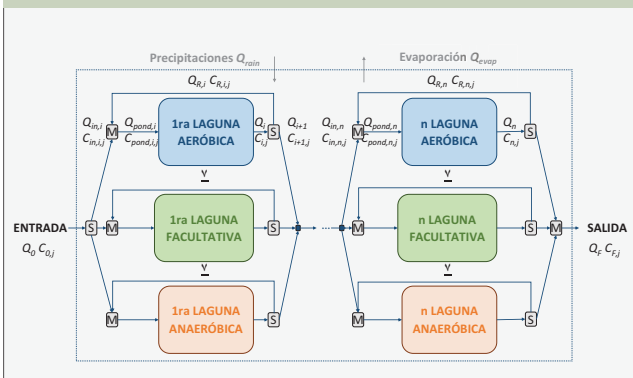 Precipitaciones Q_rain
Evaporación Q_evap
Q_R,i C_R,i,j
Q_R,n C_R,n,j
Q_in,i
C_in,i,j
M
Q_pond,i
C_pond,i,j
1ra LAGUNA
AERÓBICA
Q_i
C_i,j
S
Q_i+1
C_i+1,j
Q_in,n
C_in,n,j
M
Q_pond,n
C_pond,n,j
n LAGUNA
AERÓBICA
Q_n
C_n,j
S
ENTRADA
Q_0 C_0,j
S
M
1ra LAGUNA
FACULTATIVA
S
M
n LAGUNA
FACULTATIVA
S
M
SALIDA
Q_F C_F,j
M
1ra LAGUNA
ANAERÓBICA
S
M
n LAGUNA
ANAERÓBICA
S